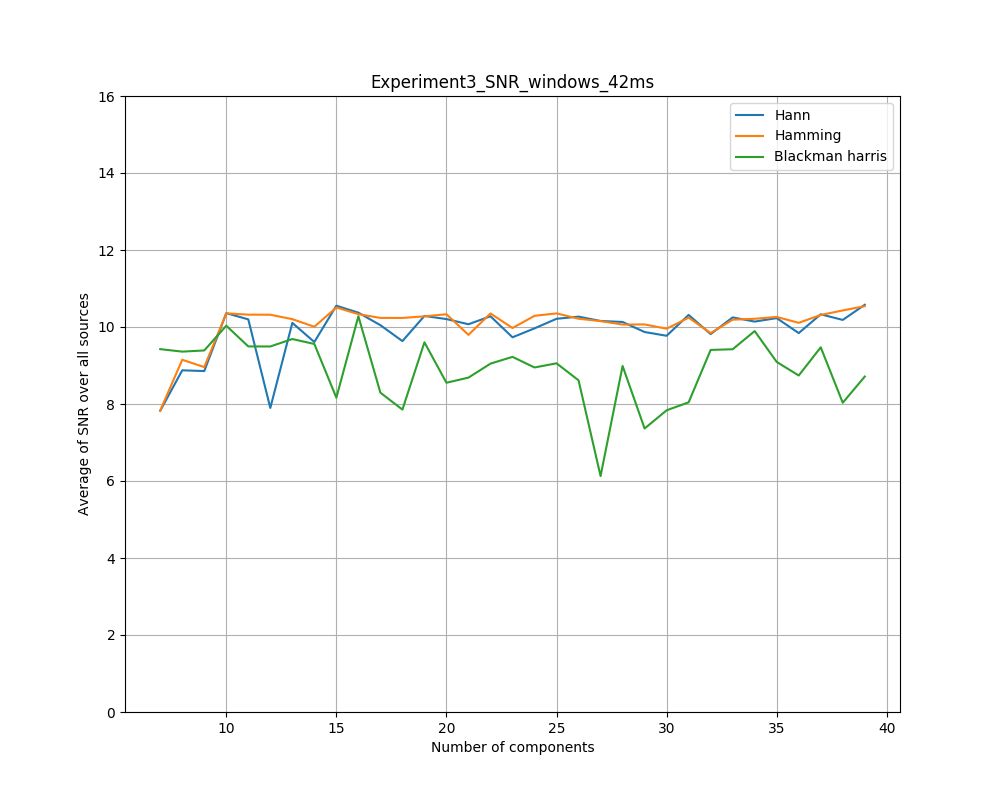 Experiment3_SNR_windows_42ms
Hann
Hamming
Blackman harris
Average of SNR over all sources
16
14
12
10
8
6
4
2
0
10 15 20 25 30 35 40
Number of components